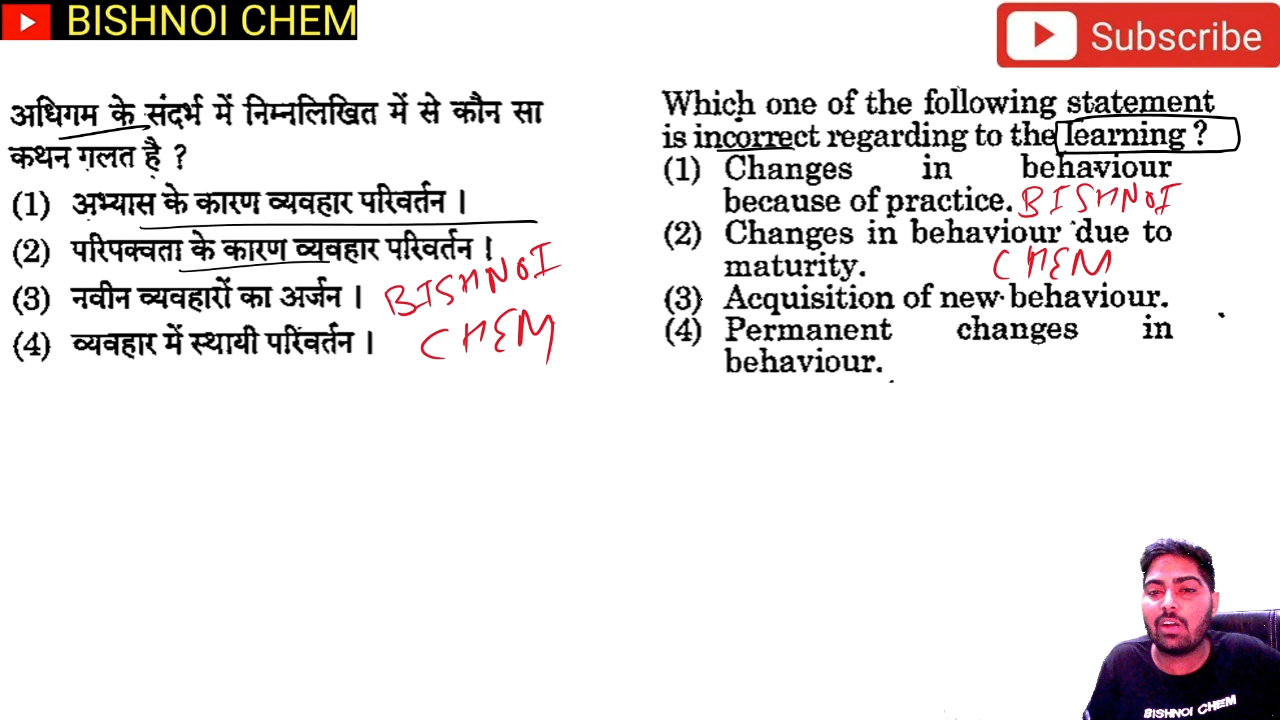 BISHNOI CHEM
Subscribe
अधिगम के संदर्भ में निम्नलिखित में से कौन सा
कथन ग़लत है ?
(1) अभ्यास के कारण व्यवहार परिवर्तन ।
(2) परिपक्वता के कारण व्यवहार परिवर्तन ।
(3) नवीन व्यवहारों का अर्जन ।
(4) व्यवहार में स्थायी परिवर्तन ।
BISHNOI
CHEM
Which one of the following statement
is incorrect regarding to the learning ?
(1) Changes in behaviour
because of practice.
(2) Changes in behaviour due to
maturity.
(3) Acquisition of new behaviour.
(4) Permanent changes in
behaviour.
BISHNOI
CHEM
BISHNOI CHEM